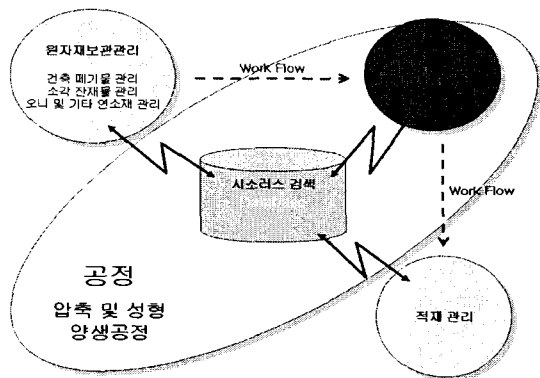 원자재보관관리
건축 폐기물 관리
소각 잔재물 관리
오니 및 기타 연소재 관리
Work Flow
시소러스 검색
Work Flow
공정
압축 및 성형
양생공정
적재 관리